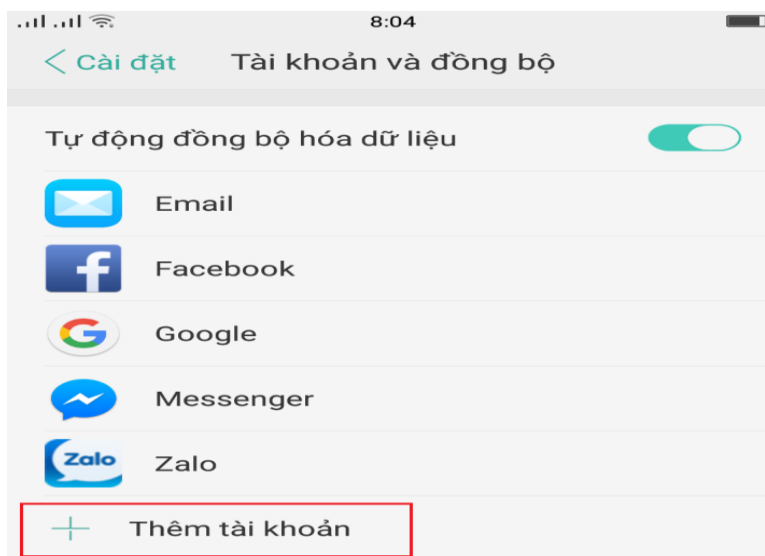 8:04
Cài đặt Tài khoản và đồng bộ
Tự động đồng bộ hóa dữ liệu
Email
f Facebook
G Google
Messenger
Zalo Zalo
Thêm tài khoản